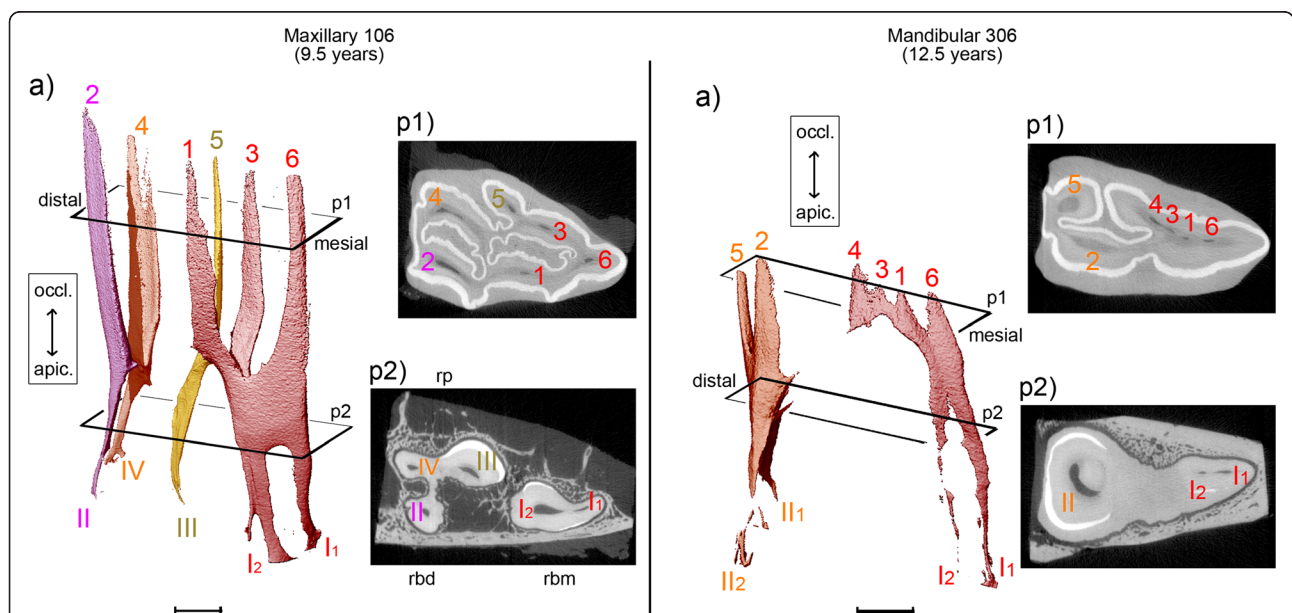 Maxillary 106
(9.5 years)
a)
2
4
1
5
3
6
distal
p1
mesial
occl.
apic.
p2
IV
II
III
I2
I1
p1)
4
5
3
2
1
6
p2)
rp
IV
III
II
I2
I1
rbd
rbm
Mandibular 306
(12.5 years)
a)
occl.
apic.
5
2
4
3
1
6
p1
mesial
distal
p2
II1
II2
I2
I1
p1)
5
4
3
1
6
2
p2)
II
I2
I1